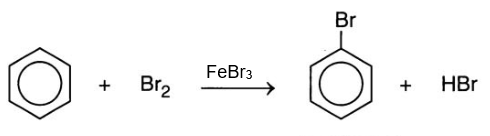 Br
+ Br₂ FeBr₃ + HBr